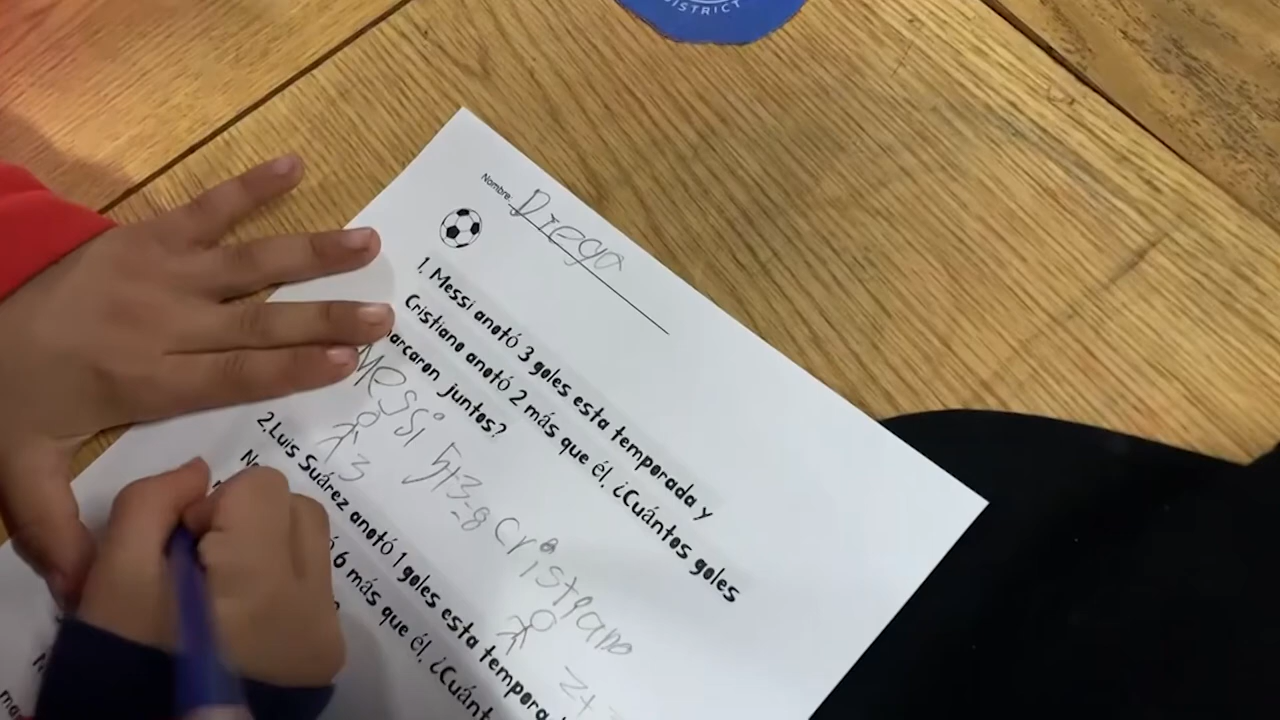 DISTRICT
Nombre: Diego
1. Messi anotó 3 goles esta temporada y
Cristiano anotó 2 más que él. ¿Cuántos goles
marcaron juntos?
Messi 5+3=8 Cristiano
3
2+3
2. Luis Suárez anotó 1 goles esta tempora
6 más que él. ¿Cuánt